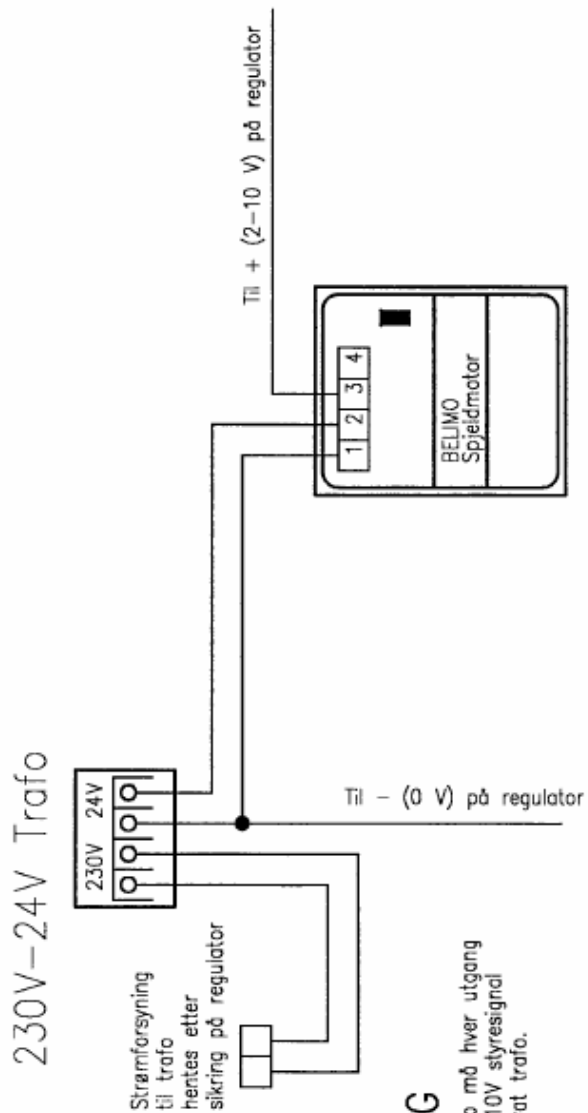 230V-24V Trafo
230V 24V
Strømforsyning
til trafo
hentes etter
sikring på regulator
Til + (2-10 V) på regulator
Til - (0 V) på regulator
1 2 3 4
BELIMO
Spjeldmotor
G
må hver utgang
10V styresignal
at trafo.